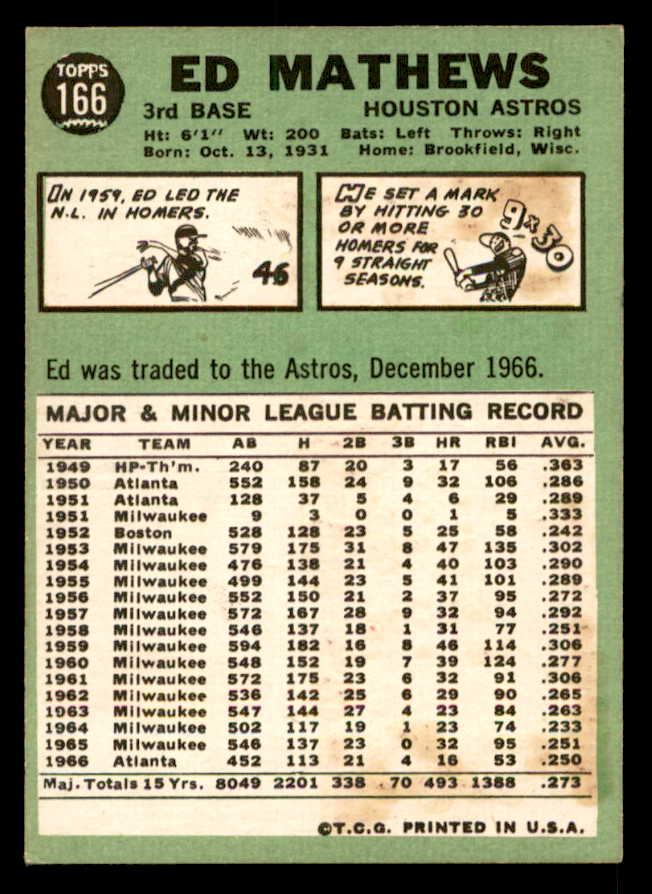 TOPPS
166
ED MATHEWS
3rd BASE HOUSTON ASTROS
Ht: 6'1" Wt: 200 Bats: Left Throws: Right
Born: Oct. 13, 1931 Home: Brookfield, Wisc.
IN 1959, ED LED THE
N.L. IN HOMERS.
46
HE SET A MARK
BY HITTING 30
OR MORE
HOMERS FOR
9 STRAIGHT
SEASONS.
9x30
Ed was traded to the Astros, December 1966.
MAJOR & MINOR LEAGUE BATTING RECORD
YEAR TEAM AB H 2B 3B HR RBI AVG.
1949 HP-Th'm. 240 87 20 3 17 56 .363
1950 Atlanta 552 158 24 9 32 106 .286
1951 Atlanta 128 37 5 4 6 29 .289
1951 Milwaukee 9 3 0 0 1 5 .333
1952 Boston 528 128 23 5 25 58 .242
1953 Milwaukee 579 175 31 8 47 135 .302
1954 Milwaukee 476 138 21 4 40 103 .290
1955 Milwaukee 499 144 23 5 41 101 .289
1956 Milwaukee 552 150 21 2 37 95 .272
1957 Milwaukee 572 167 28 9 32 94 .292
1958 Milwaukee 546 137 18 1 31 77 .251
1959 Milwaukee 594 182 16 8 46 114 .306
1960 Milwaukee 548 152 19 7 39 124 .277
1961 Milwaukee 572 175 23 6 32 91 .306
1962 Milwaukee 536 142 25 6 29 90 .265
1963 Milwaukee 547 144 27 4 23 84 .263
1964 Milwaukee 502 117 19 1 23 74 .233
1965 Milwaukee 546 137 23 0 32 95 .251
1966 Atlanta 452 113 21 4 16 53 .250
Maj. Totals 15 Yrs. 8049 2201 338 70 493 1388 .273
©T.C.G. PRINTED IN U.S.A.